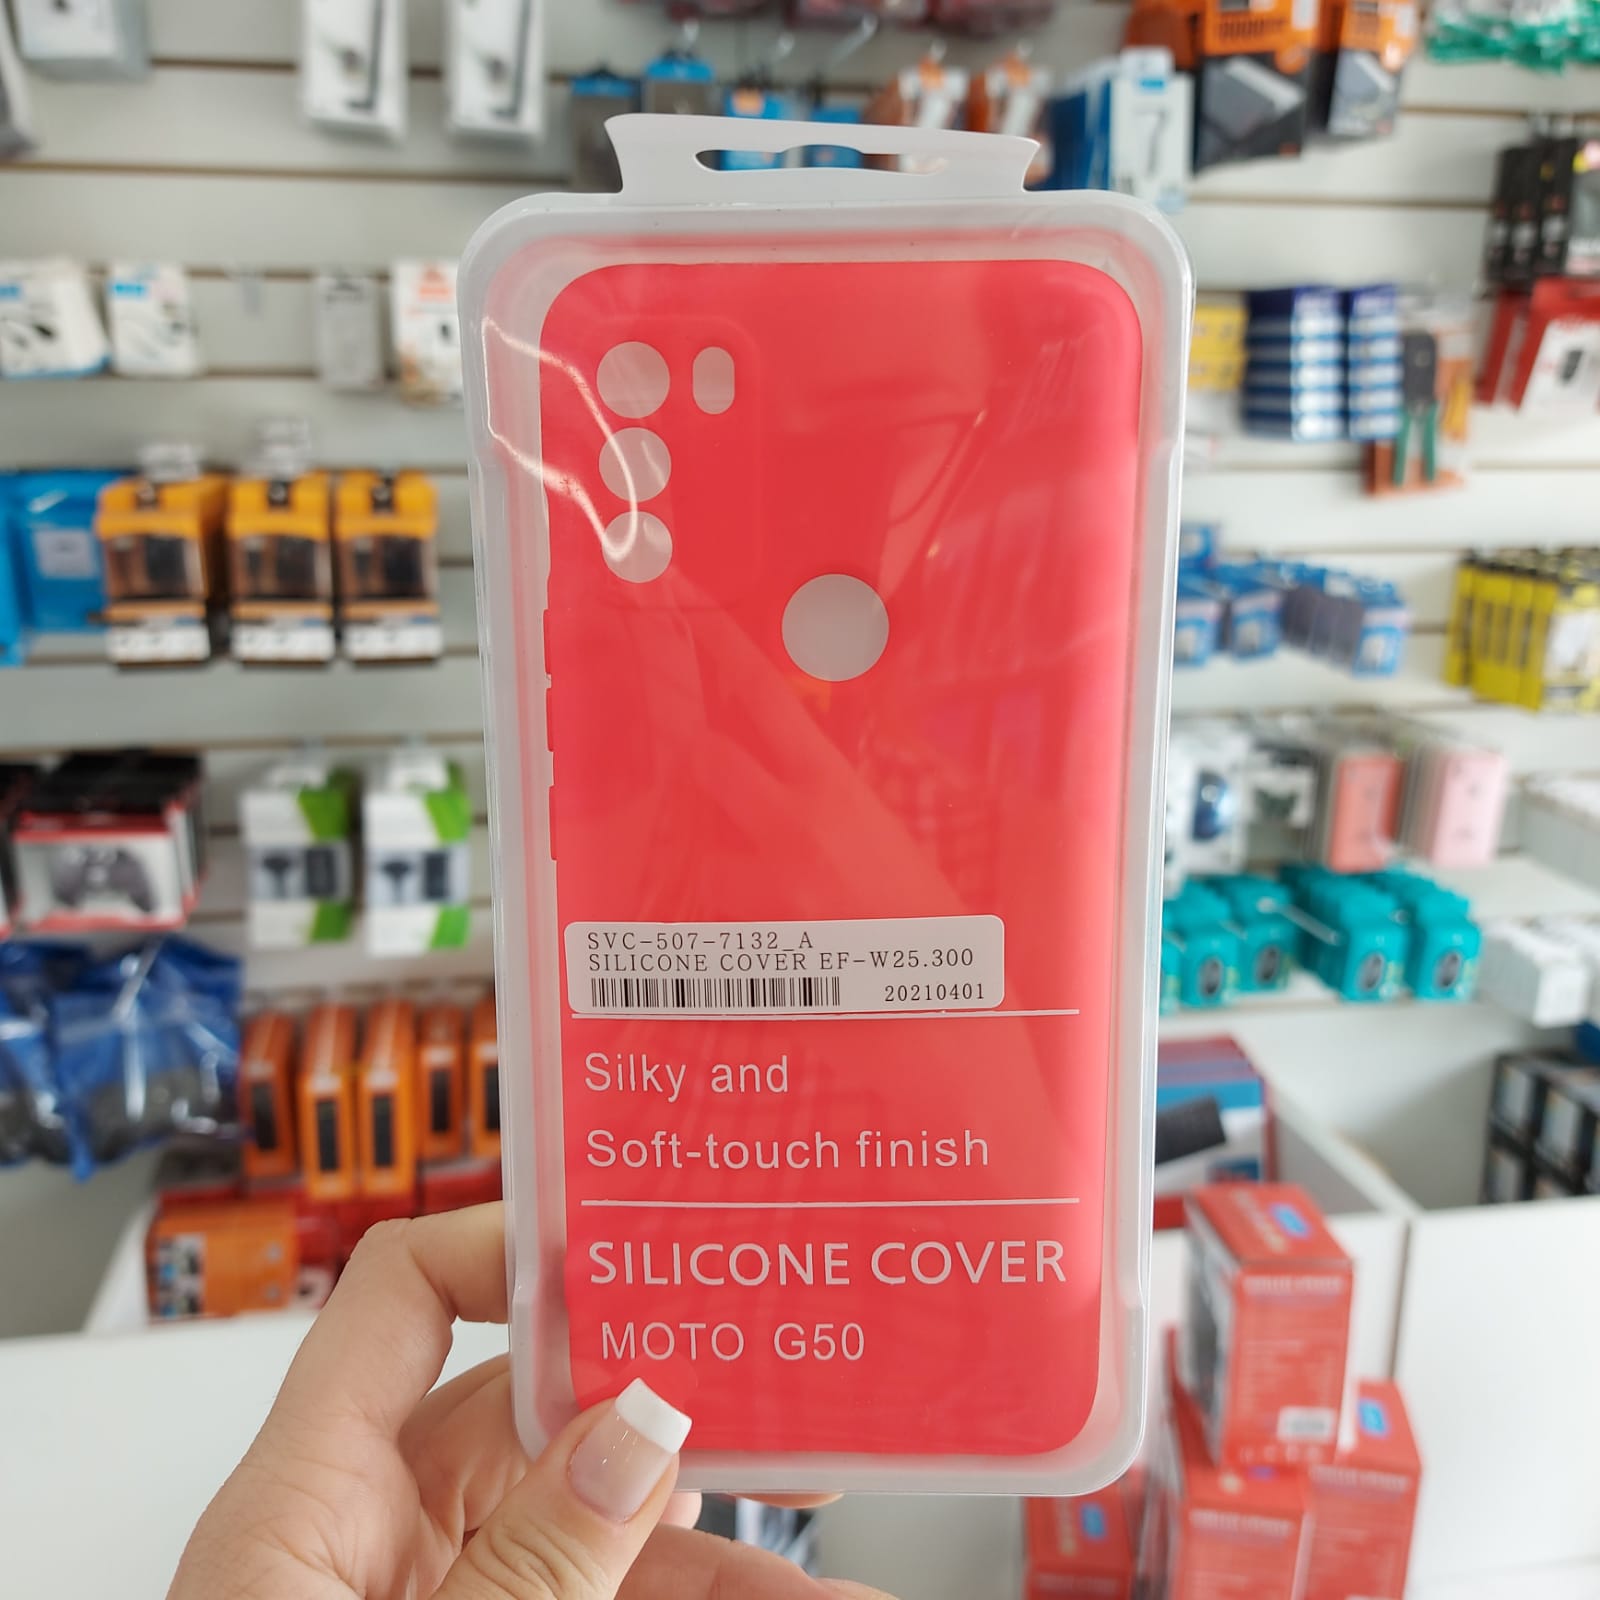 SVC-507-7132_A
SILICONE COVER EF-W25.300
20210401
Silky and
Soft-touch finish
SILICONE COVER
MOTO G50